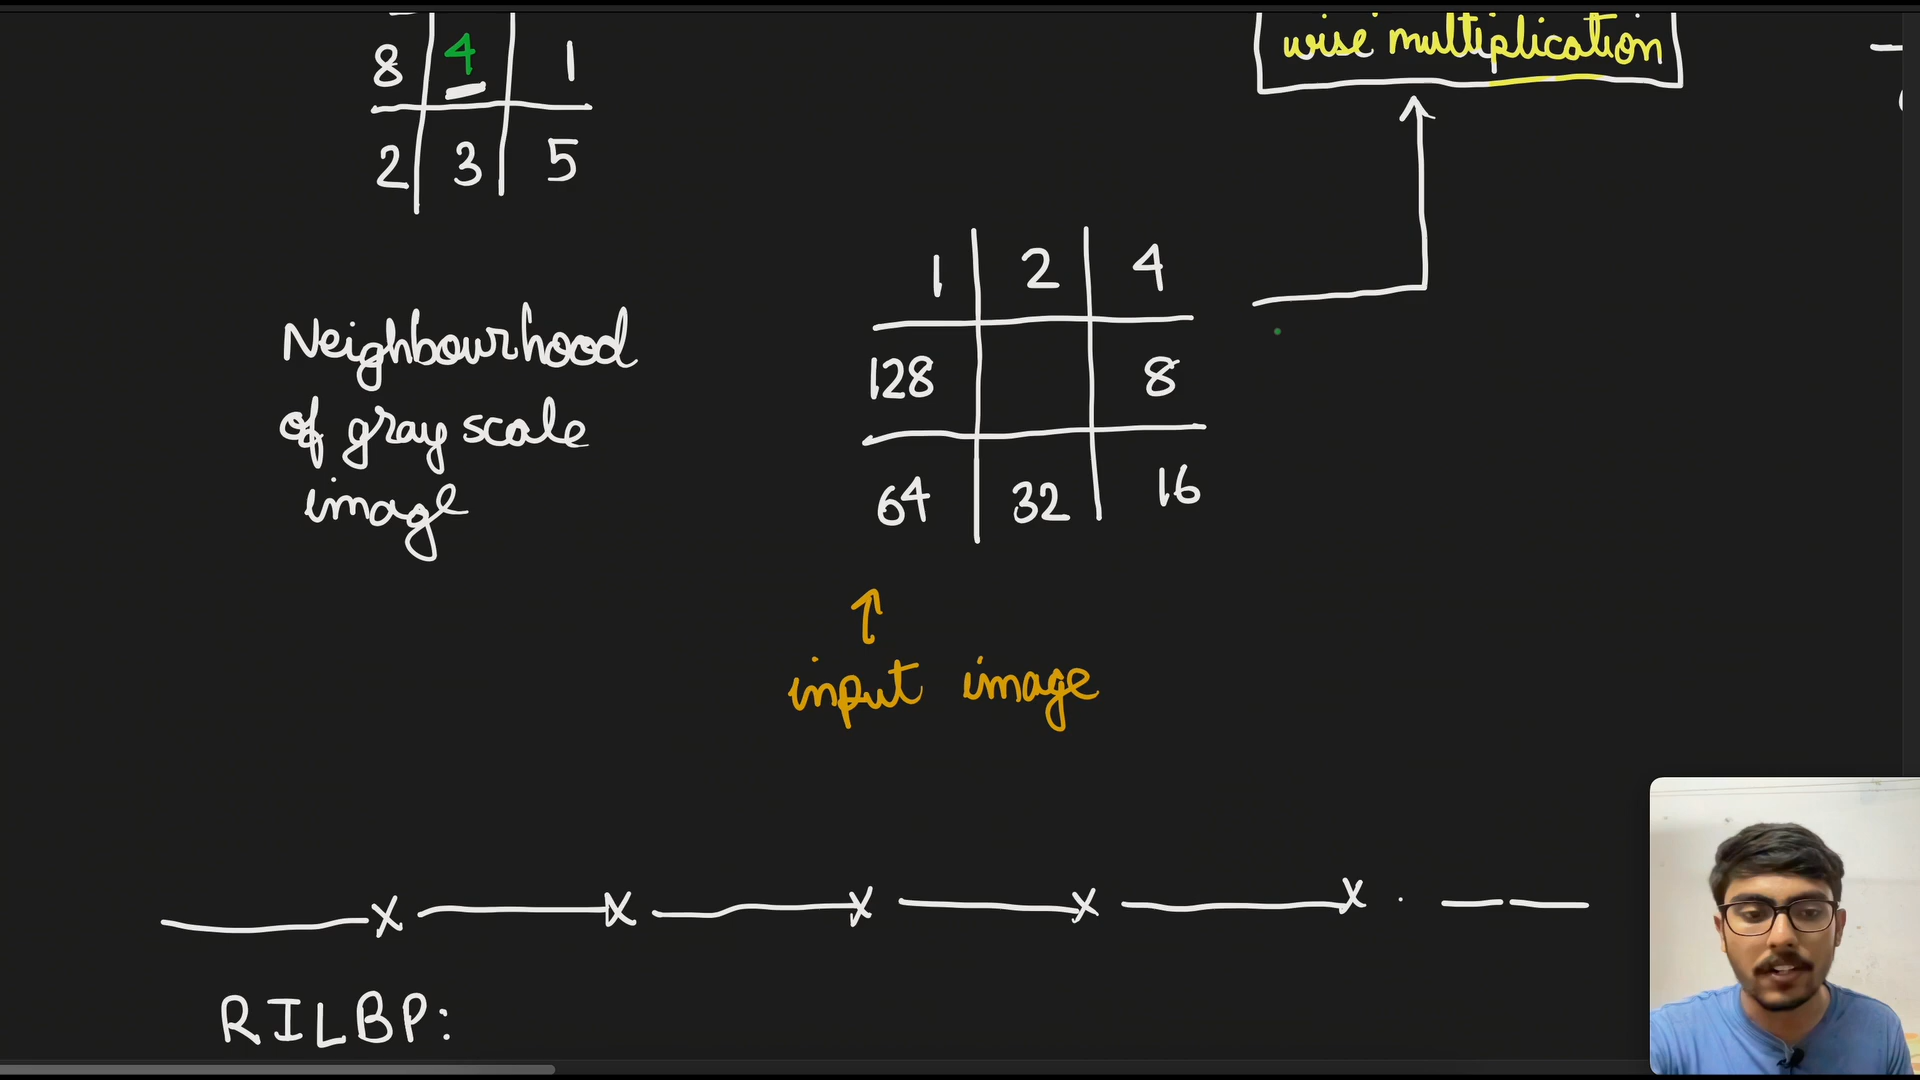 wise multiplication
8 4 1
2 3 5
1 2 4
128 8
64 32 16
Neighbourhood
of gray scale
image
input image
RILBP: